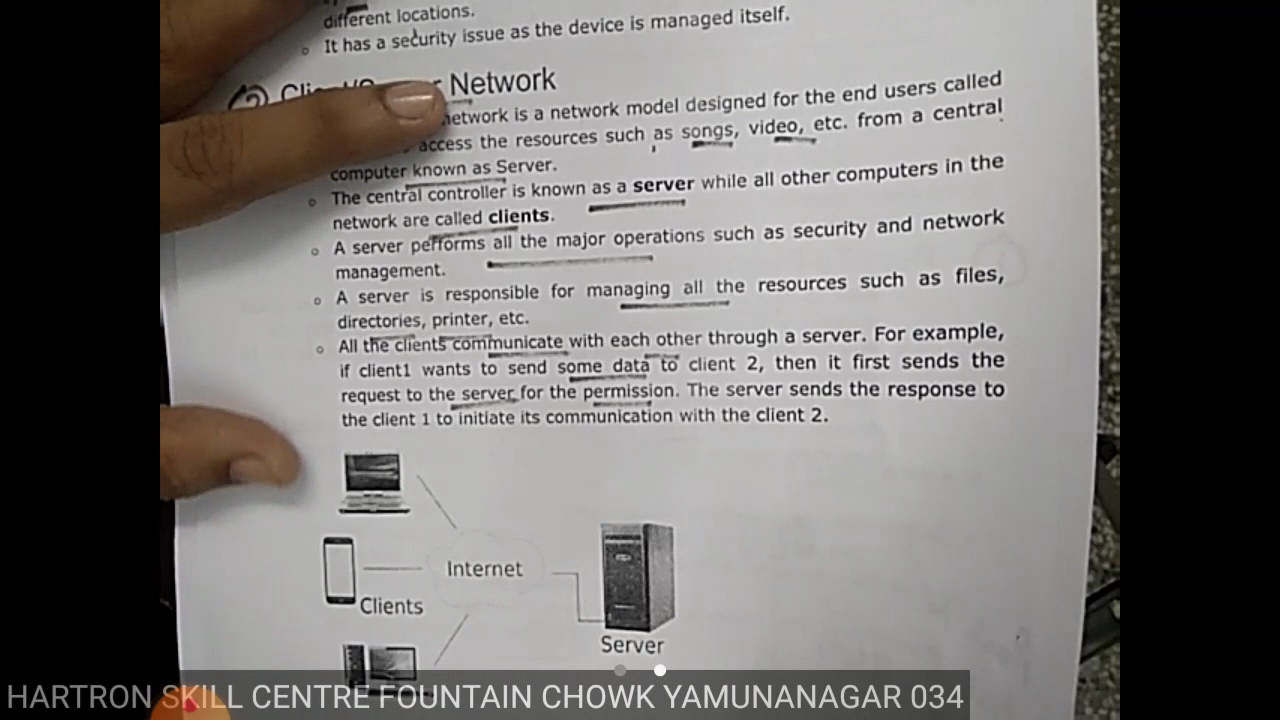 different locations.
It has a security issue as the device is managed itself.
Network
network is a network model designed for the end users called
access the resources such as songs, video, etc. from a central
computer known as Server.
The central controller is known as a server while all other computers in the
network are called clients.
A server performs all the major operations such as security and network
management.
A server is responsible for managing all the resources such as files,
directories, printer, etc.
All the clients communicate with each other through a server. For example,
if client1 wants to send some data to client 2, then it first sends the
request to the server for the permission. The server sends the response to
the client 1 to initiate its communication with the client 2.
Internet
Clients
Server
HARTRON SKILL CENTRE FOUNTAIN CHOWK YAMUNANAGAR 034